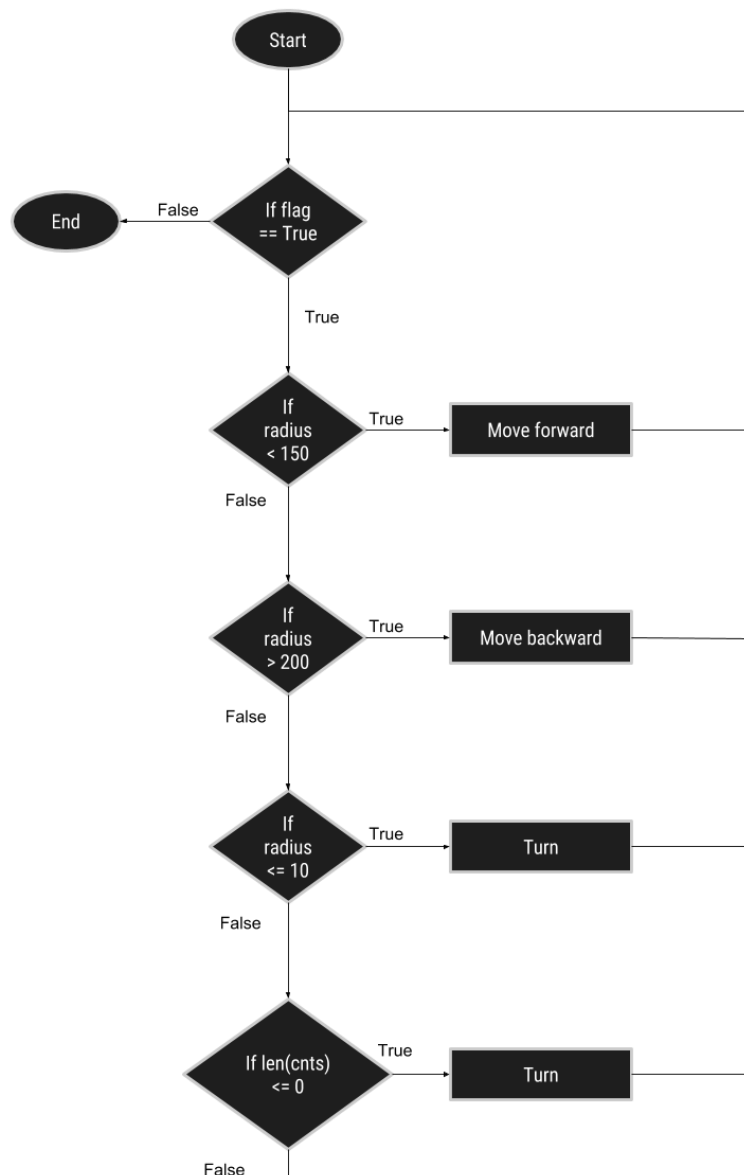 Start
If flag
== True
False
End
True
If
radius
< 150
True
Move forward
False
If
radius
> 200
True
Move backward
False
If
radius
<= 10
True
Turn
False
If len(cnts)
<= 0
True
Turn
False